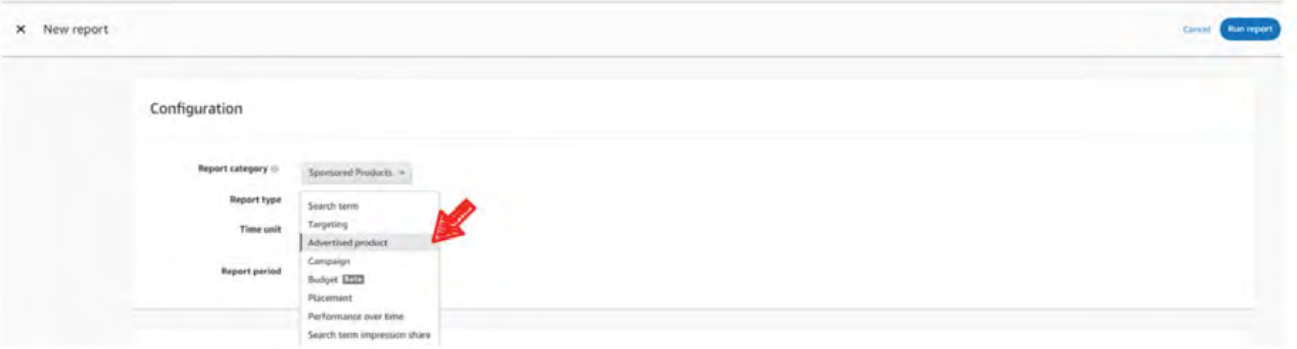 × New report
Cancel Run report
Configuration
Report category
Sponsored Products
Report type
Search term
Targeting
Time unit
Advertised product
Campaign
Report period
Budget Beta
Placement
Performance over time
Search term impression share